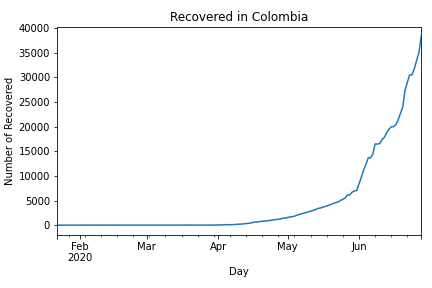 Recovered in Colombia
40000
35000
30000
25000
20000
15000
10000
5000
0
Number of Recovered
Feb
2020
Mar
Apr
May
Jun
Day